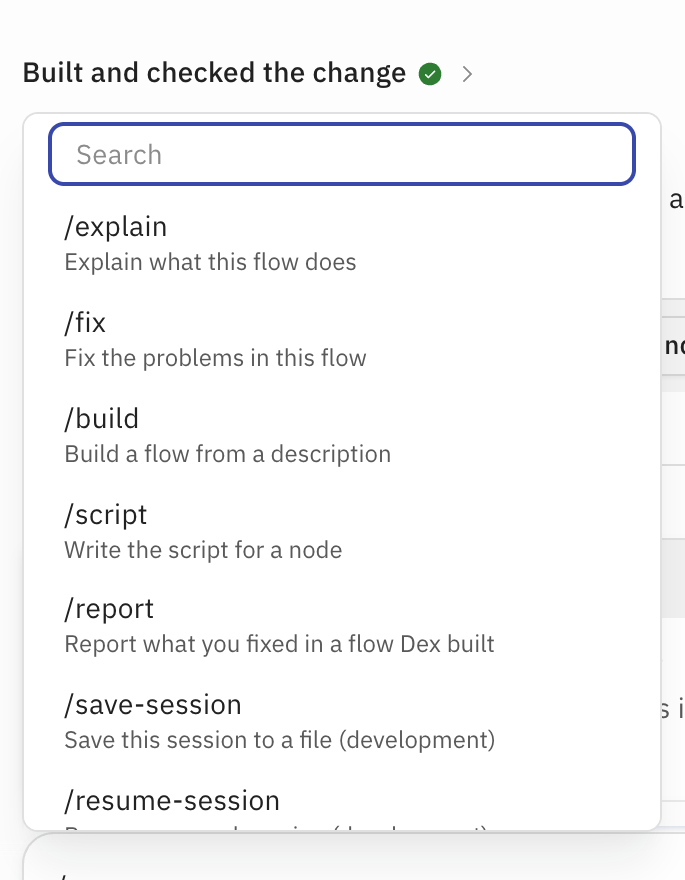 Built and checked the change
Search
a
/explain
Explain what this flow does
/fix
Fix the problems in this flow
/build
Build a flow from a description
/script
Write the script for a node
/report
Report what you fixed in a flow Dex built
/save-session
Save this session to a file (development)
s i
/resume-session
/